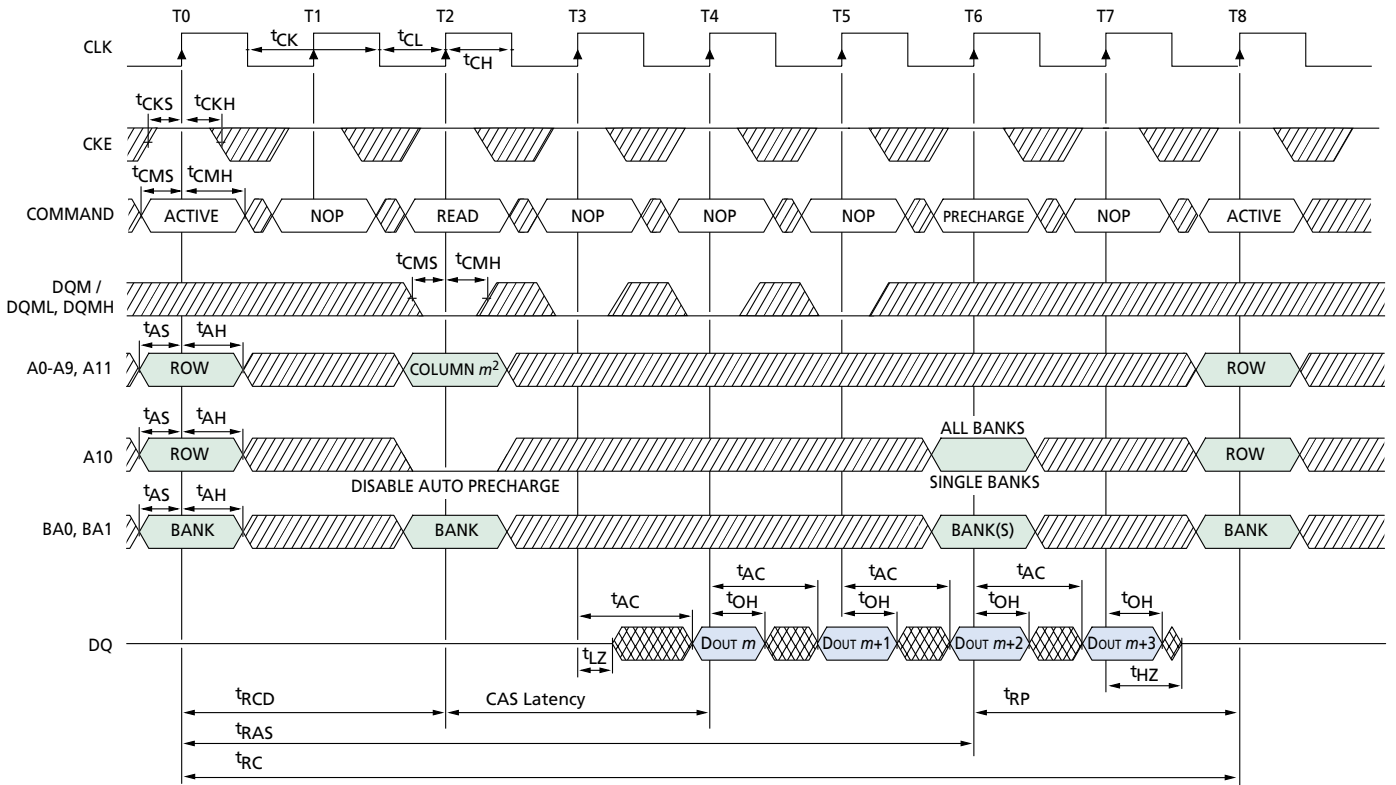 T0 T1 T2 T3 T4 T5 T6 T7 T8
CLK
tCK tCL
tCH
tCKS tCKH
CKE
tCMS tCMH
COMMAND ACTIVE NOP READ NOP NOP NOP PRECHARGE NOP ACTIVE
tCMS tCMH
DQM /
DQML, DQMH
tAS tAH
A0-A9, A11 ROW COLUMN m² ROW
tAS tAH
ALL BANKS
A10 ROW ROW
DISABLE AUTO PRECHARGE SINGLE BANKS
tAS tAH
BA0, BA1 BANK BANK BANK(S) BANK
tAC tAC tAC
tAC tOH tOH tOH tOH
DQ DOUT m DOUT m+1 DOUT m+2 DOUT m+3
tLZ tHZ
tRCD CAS Latency tRP
tRAS
tRC